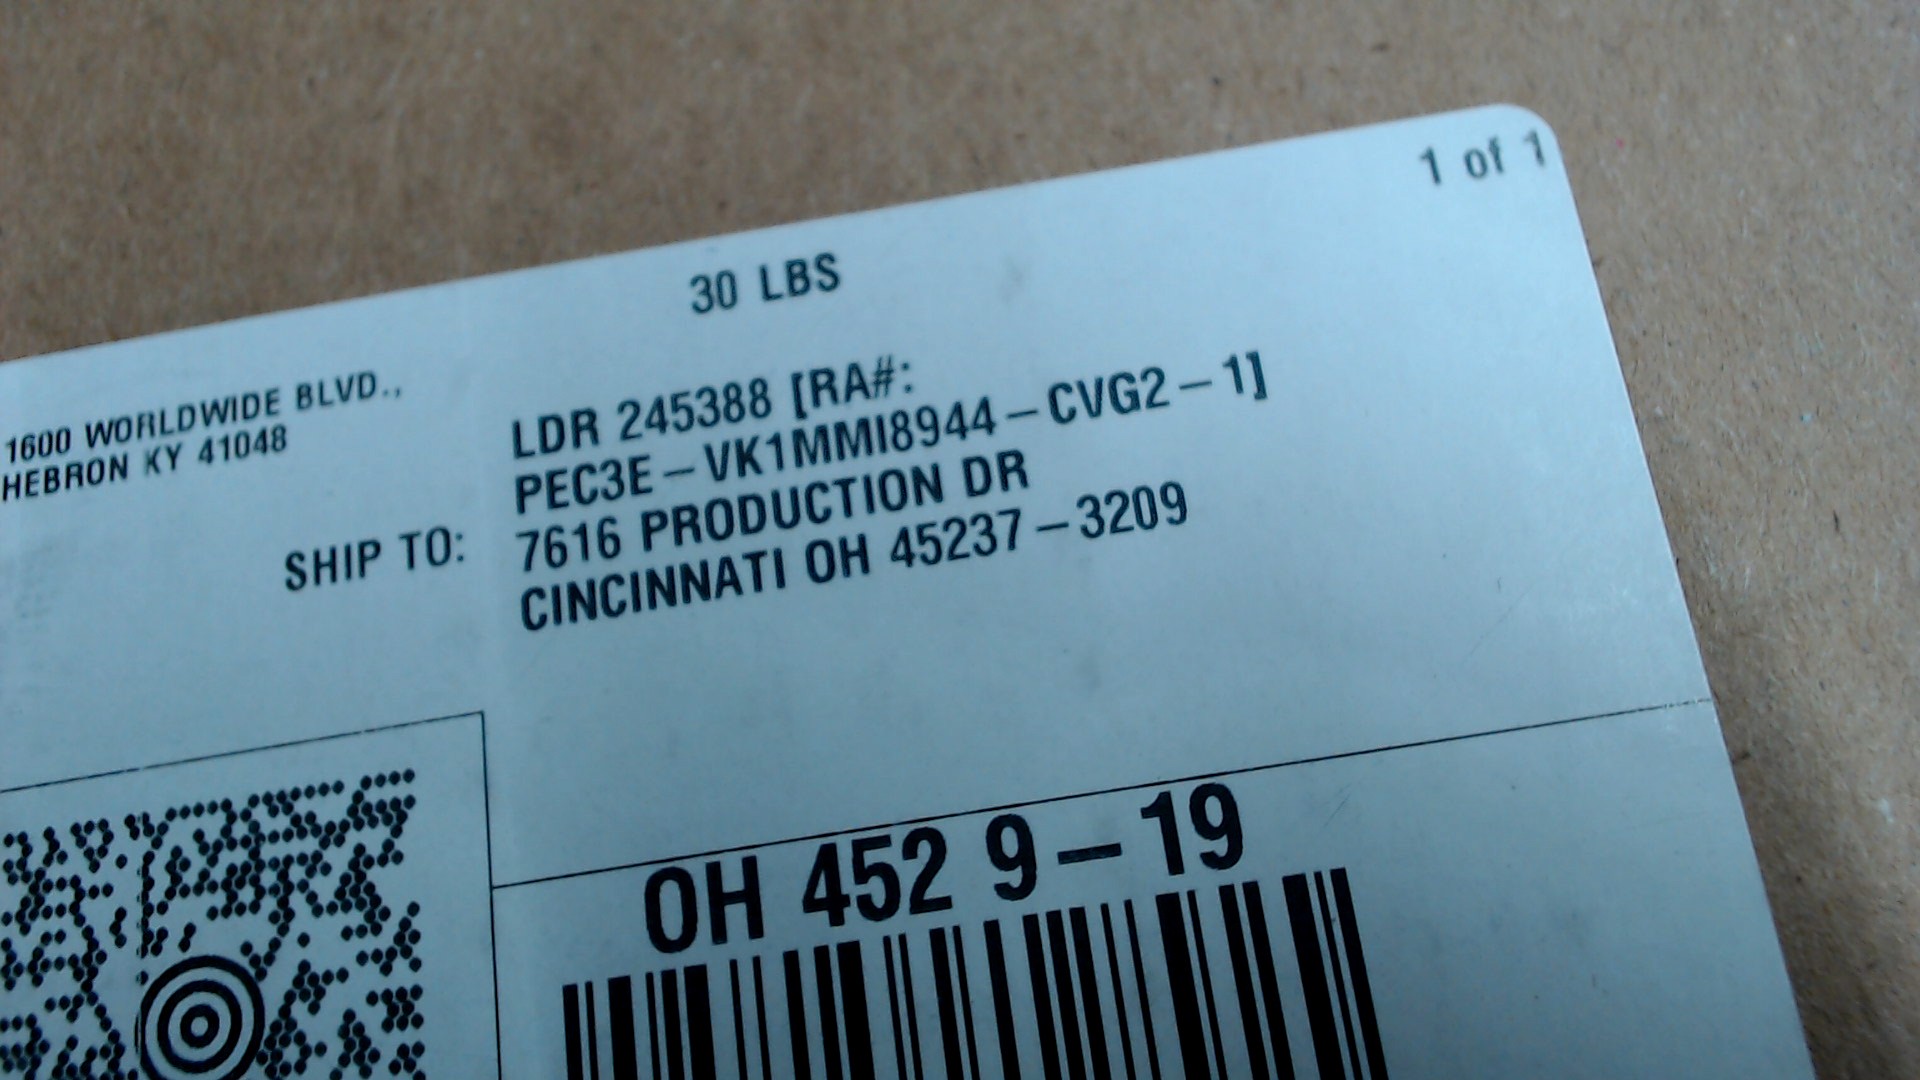 1 of 1
30 LBS
1600 WORLDWIDE BLVD.,
HEBRON KY 41048
LDR 245388 [RA#:
PEC3E-VK1MMI8944-CVG2-1]
SHIP TO: 7616 PRODUCTION DR
CINCINNATI OH 45237-3209
OH 452 9-19